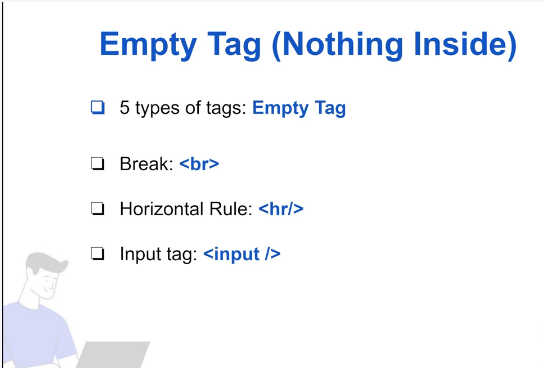 Empty Tag (Nothing Inside)
5 types of tags: Empty Tag
Break: <br>
Horizontal Rule: <hr/>
Input tag: <input />